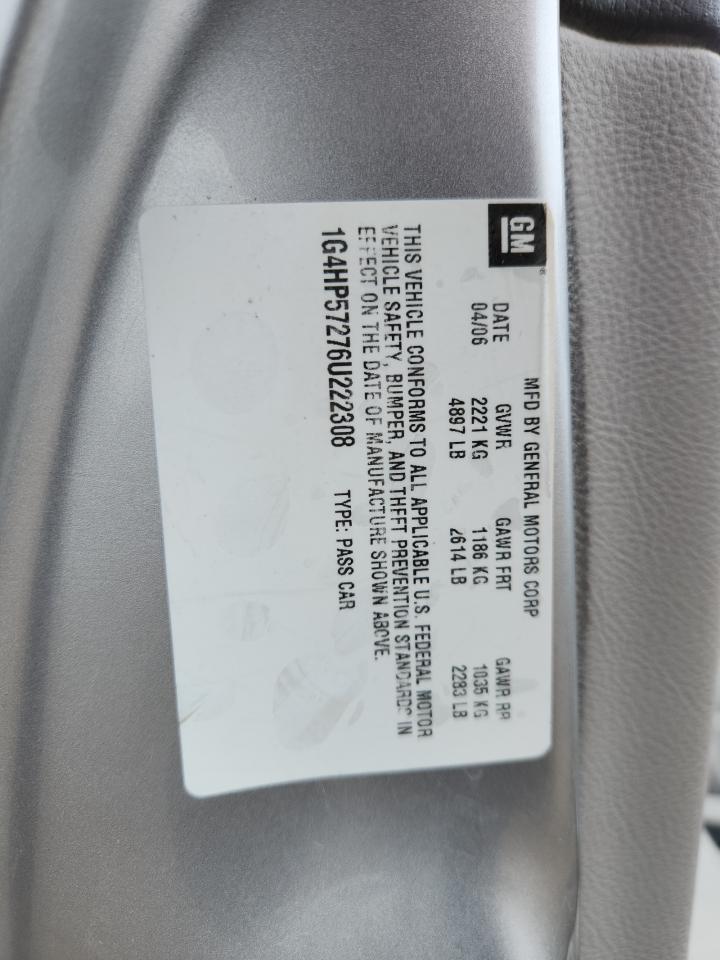 GM
MFD BY GENERAL MOTORS CORP
DATE GVWR GAWR FRT GAWR RR
04/06 2221 KG 1186 KG 1035 KG
4897 LB 2614 LB 2283 LB
THIS VEHICLE CONFORMS TO ALL APPLICABLE U.S. FEDERAL MOTOR
VEHICLE SAFETY, BUMPER, AND THEFT PREVENTION STANDARDS IN
EFFECT ON THE DATE OF MANUFACTURE SHOWN ABOVE.
1G4HP57276U222308 TYPE: PASS CAR